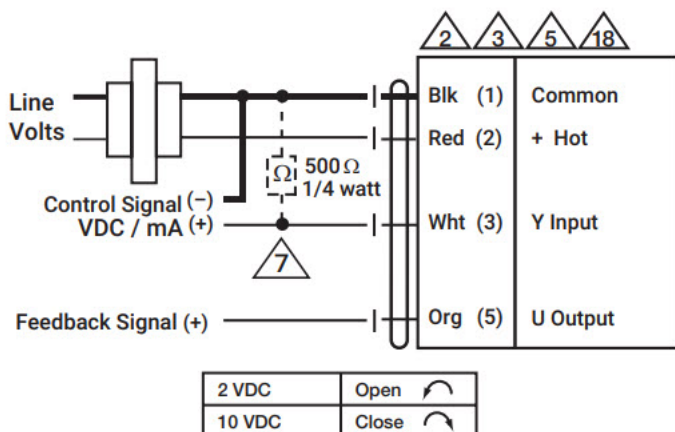 2 3 5 18
Line
Volts
Blk (1) Common
Red (2) + Hot
Ω 500 Ω
1/4 watt
Control Signal (–)
VDC / mA (+)
Wht (3) Y Input
7
Feedback Signal (+)
Org (5) U Output
2 VDC Open
10 VDC Close